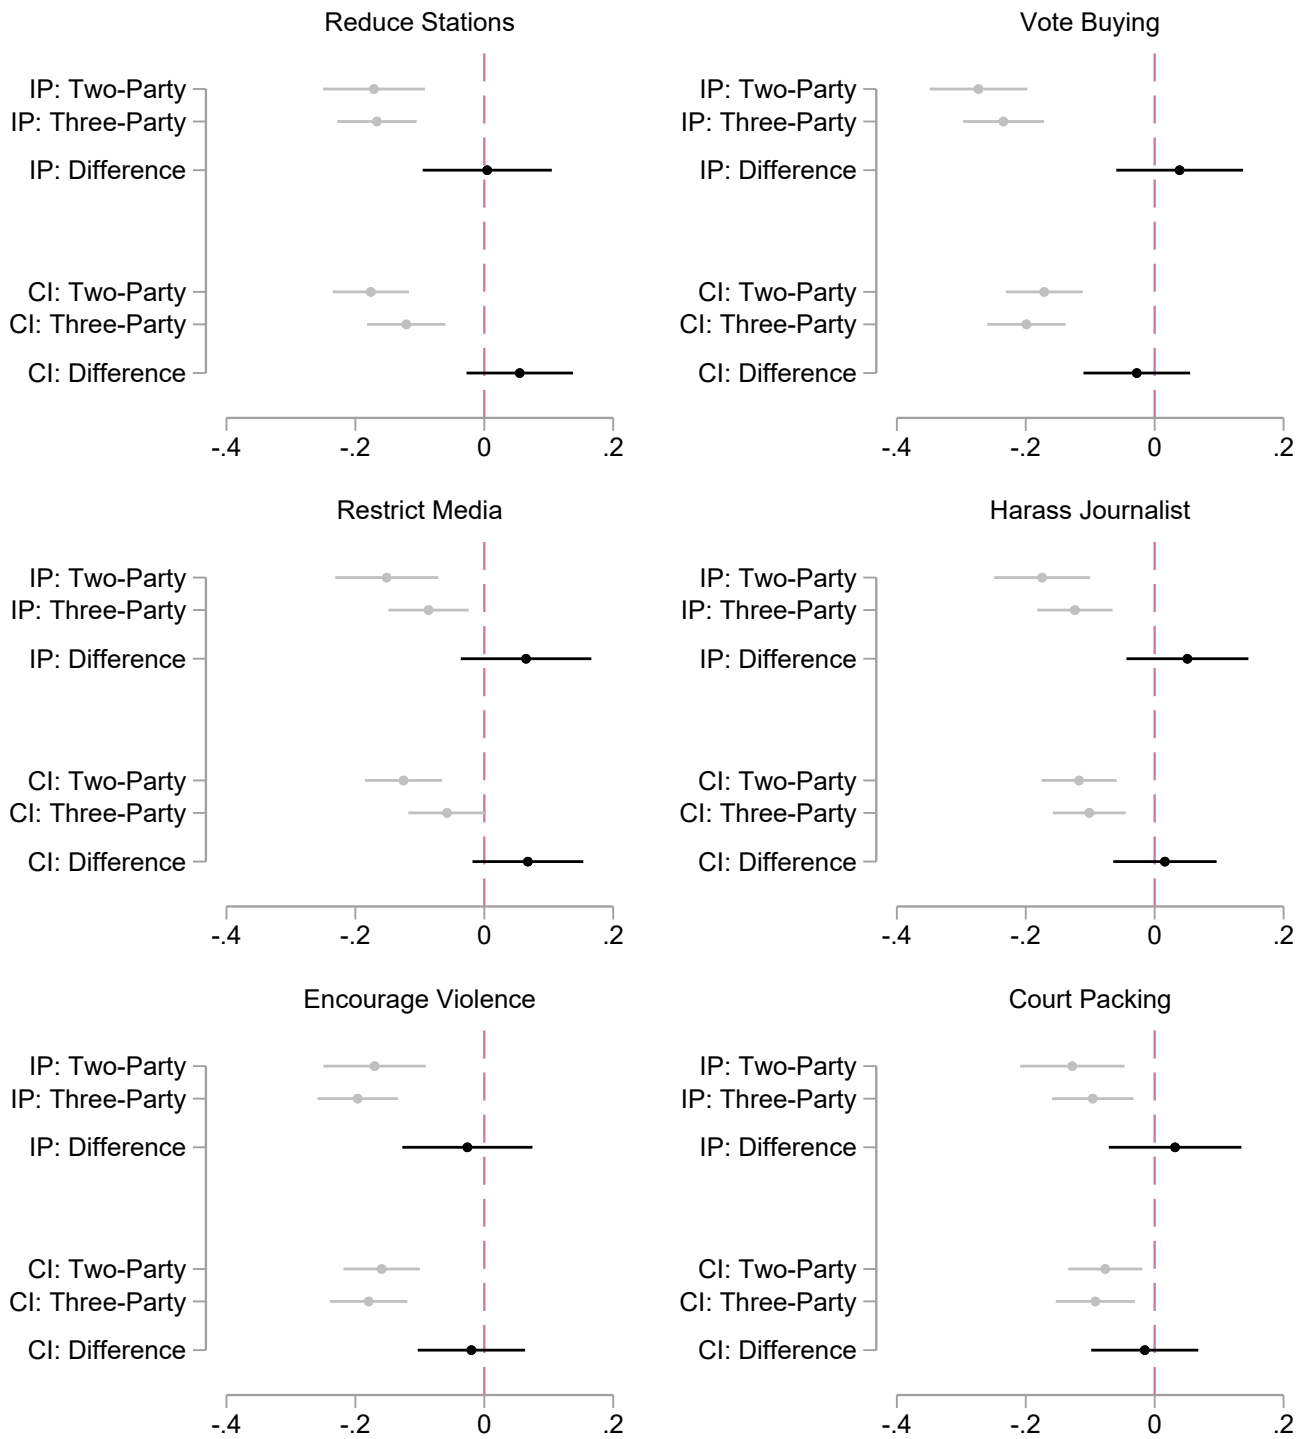 Reduce Stations
IP: Two-Party
IP: Three-Party
IP: Difference
CI: Two-Party
CI: Three-Party
CI: Difference
-.4 -.2 0 .2
Vote Buying
IP: Two-Party
IP: Three-Party
IP: Difference
CI: Two-Party
CI: Three-Party
CI: Difference
-.4 -.2 0 .2
Restrict Media
IP: Two-Party
IP: Three-Party
IP: Difference
CI: Two-Party
CI: Three-Party
CI: Difference
-.4 -.2 0 .2
Harass Journalist
IP: Two-Party
IP: Three-Party
IP: Difference
CI: Two-Party
CI: Three-Party
CI: Difference
-.4 -.2 0 .2
Encourage Violence
IP: Two-Party
IP: Three-Party
IP: Difference
CI: Two-Party
CI: Three-Party
CI: Difference
-.4 -.2 0 .2
Court Packing
IP: Two-Party
IP: Three-Party
IP: Difference
CI: Two-Party
CI: Three-Party
CI: Difference
-.4 -.2 0 .2